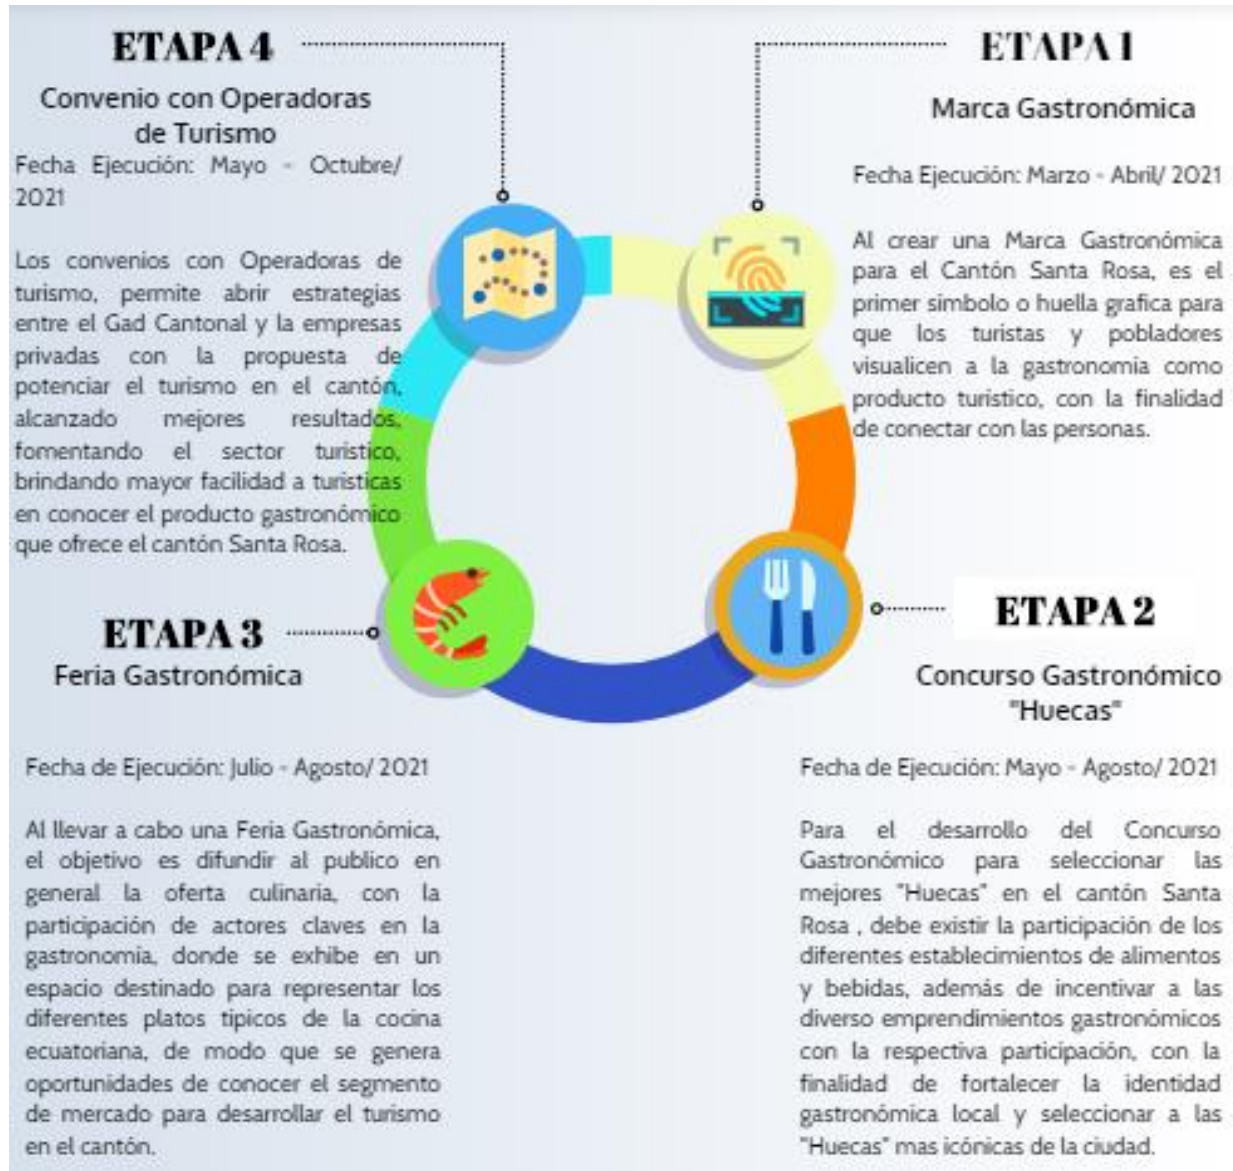 ETAPA 4
Convenio con Operadoras
de Turismo
Fecha Ejecución: Mayo - Octubre/
2021
Los convenios con Operadoras de
turismo, permite abrir estrategias
entre el Gad Cantonal y la empresas
privadas con la propuesta de
potenciar el turismo en el cantón,
alcanzado mejores resultados,
fomentando el sector turistico,
brindando mayor facilidad a turisticas
en conocer el producto gastronómico
que ofrece el cantón Santa Rosa.
ETAPA 1
Marca Gastronómica
Fecha Ejecución: Marzo - Abril/ 2021
Al crear una Marca Gastronómica
para el Cantón Santa Rosa, es el
primer simbolo o huella grafica para
que los turistas y pobladores
visualicen a la gastronomia como
producto turistico, con la finalidad
de conectar con las personas.
ETAPA 3
Feria Gastronómica
Fecha de Ejecución: Julio - Agosto/ 2021
Al llevar a cabo una Feria Gastronómica,
el objetivo es difundir al publico en
general la oferta culinaria, con la
participación de actores claves en la
gastronomia, donde se exhibe en un
espacio destinado para representar los
diferentes platos tipicos de la cocina
ecuatoriana, de modo que se genera
oportunidades de conocer el segmento
de mercado para desarrollar el turismo
en el cantón.
ETAPA 2
Concurso Gastronómico
"Huecas"
Fecha de Ejecución: Mayo - Agosto/ 2021
Para el desarrollo del Concurso
Gastronómico para seleccionar las
mejores "Huecas" en el cantón Santa
Rosa , debe existir la participación de los
diferentes establecimientos de alimentos
y bebidas, además de incentivar a las
diverso emprendimientos gastronómicos
con la respectiva participación, con la
finalidad de fortalecer la identidad
gastronómica local y seleccionar a las
"Huecas" mas icónicas de la ciudad.